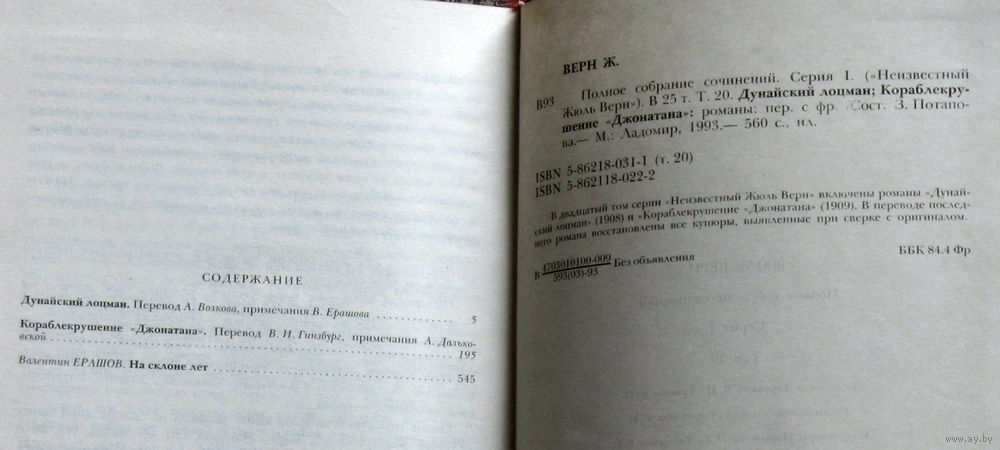 СОДЕРЖАНИЕ
Дунайский лоцман. Перевод А. Волкова, примечания В. Ерашова 5
Кораблекрушение «Джонатана». Перевод В. И. Гинзбург, примечания А. Далько-
вской 195
Валентин ЕРАШОВ. На склоне лет 545
ВЕРН Ж.
В93 Полное собрание сочинений. Серия I. («Неизвестный
Жюль Верн»). В 25 т. Т. 20. Дунайский лоцман; Кораблекру-
шение «Джонатана»: романы: пер. с фр. Сост. З. Потапо-
ва.— М.: Ладомир, 1993.— 560 с., ил.
ISBN 5-86218-031-1 (т. 20)
ISBN 5-862118-022-2
В двадцатый том серии «Неизвестный Жюль Верн» включены романы «Дунай-
ский лоцман» (1908) и «Кораблекрушение «Джонатана» (1909). В переводе послед-
него романа восстановлены все купюры, выявленные при сверке с оригиналом.
В 4703010100-009
593(03)-93 Без объявления
ББК 84.4 Фр
www.ay.by